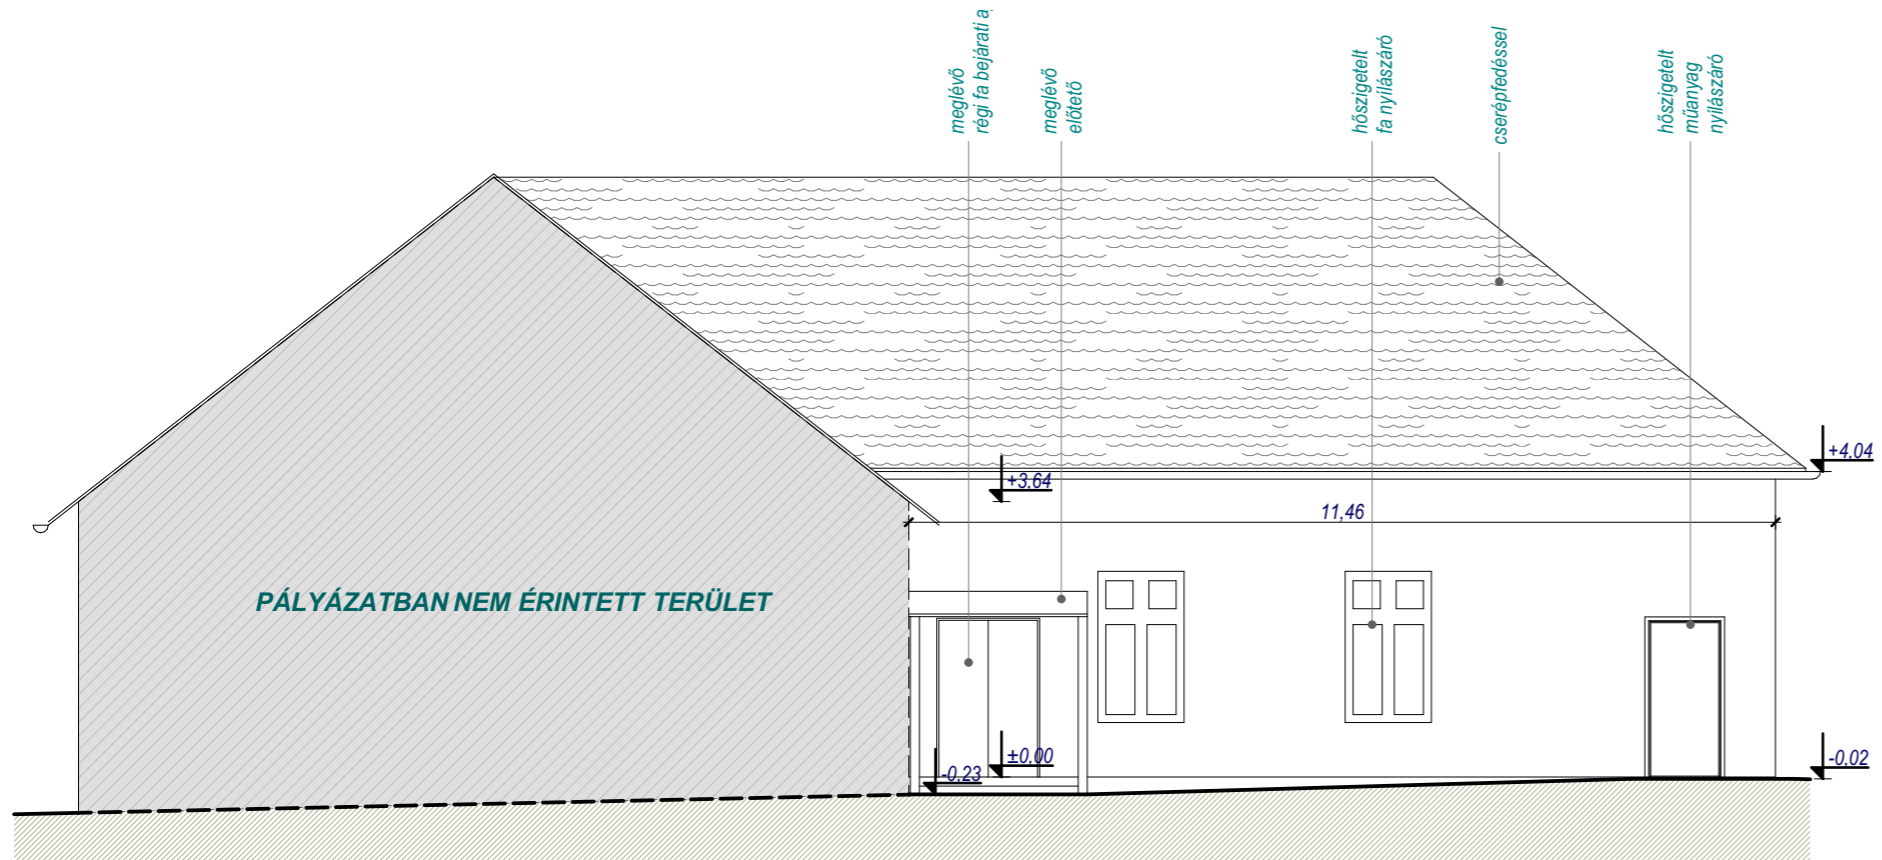 meglévő
régi fa bejárati a
meglévő
előtető
hőszigetelt
fa nyílászáró
cserépfedéssel
hőszigetelt
műanyag
nyílászáró
+4,04
+3,64
11,46
PÁLYÁZATBAN NEM ÉRINTETT TERÜLET
±0,00
-0,23
-0,02